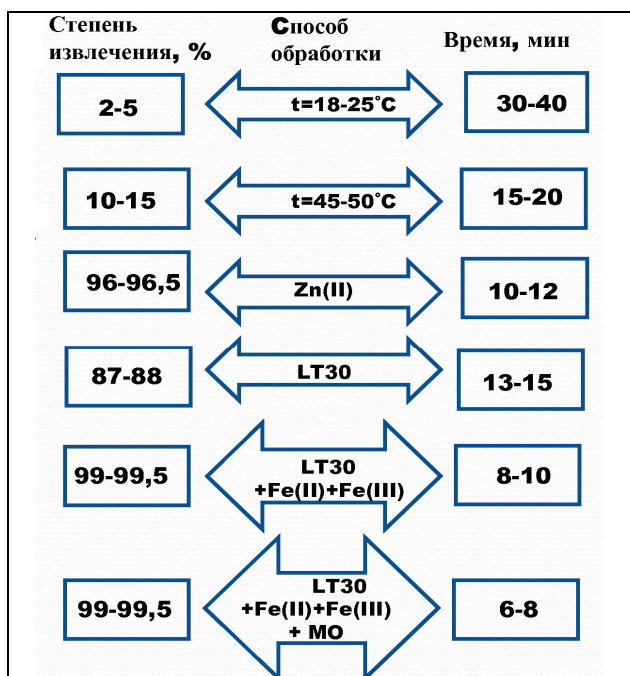 Степень извлечения, %
Способ обработки
Время, мин
2-5
t=18-25˚C
30-40
10-15
t=45-50˚C
15-20
96-96,5
Zn(II)
10-12
87-88
LT30
13-15
99-99,5
LT30
+Fe(II)+Fe(III)
8-10
99-99,5
LT30
+Fe(II)+Fe(III)
+ MO
6-8